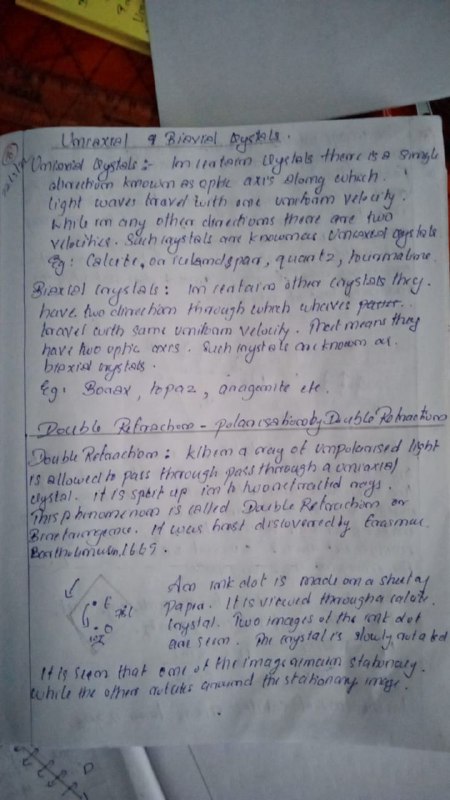 Uniaxial & Biaxial Crystals.
Uniaxial Crystals:- In certain crystals there is a single
direction known as optic axis along which
light waves travel with one uniform velocity.
While in any other directions there are two
velocities. Such crystals are known as Uniaxial crystals
Eg: Calcite, or iceland spar, quartz, tourmaline.
Biaxial crystals: In certain other crystals they
have two direction through which waves
travel with same uniform velocity. That means they
have two optic axis. Such crystals are known as
biaxial crystals.
Eg: Borax, topaz, aragonite etc.
Double Refraction - polarisation by Double Refraction
Double Refraction: When a ray of unpolarised light
is allowed to pass through pass through a uniaxial
crystal. it is split up into two refracted rays.
This phenomenon is called Double Refraction or
Birefringence. It was first discovered by Erasmus
Bartholinus, 1669.
An ink dot is made on a sheet of
paper. It is viewed through a calcite
crystal. Two images of the ink dot
are seen. The crystal is slowly rotated
It is seen that one of the image remain stationary.
while the other rotates around the stationary image.
E
O